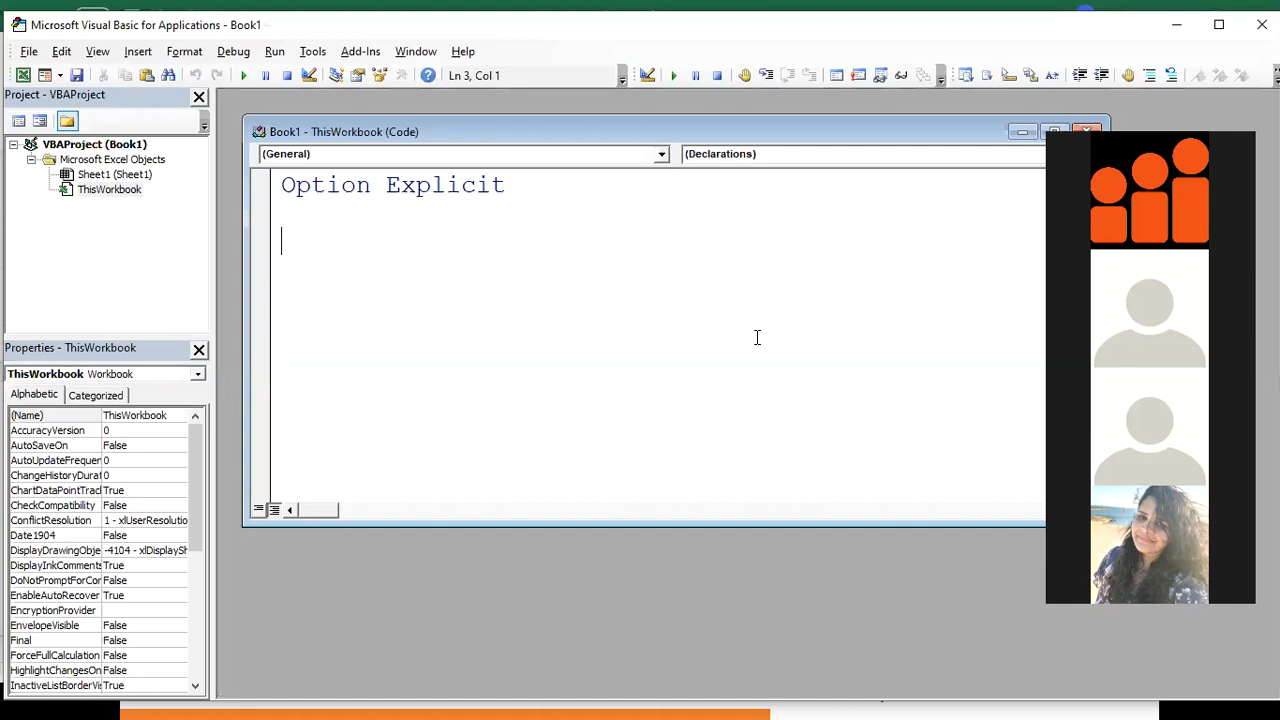 Microsoft Visual Basic for Applications - Book1
File Edit View Insert Format Debug Run Tools Add-Ins Window Help
Ln 3, Col 1
Project - VBAProject
VBAProject (Book1)
Microsoft Excel Objects
Sheet1 (Sheet1)
ThisWorkbook
Book1 - ThisWorkbook (Code)
(General) (Declarations)
Option Explicit
Properties - ThisWorkbook
ThisWorkbook Workbook
Alphabetic Categorized
(Name) ThisWorkbook
AccuracyVersion 0
AutoSaveOn False
AutoUpdateFrequen 0
ChangeHistoryDurat 0
ChartDataPointTrac True
CheckCompatibility False
ConflictResolution 1 - xlUserResolutio
Date1904 False
DisplayDrawingObje -4104 - xlDisplaySh
DisplayInkComments True
DoNotPromptForCor False
EnableAutoRecover True
EncryptionProvider
EnvelopeVisible False
Final False
ForceFullCalculation False
HighlightChangesOn False
InactiveListBorderVi True